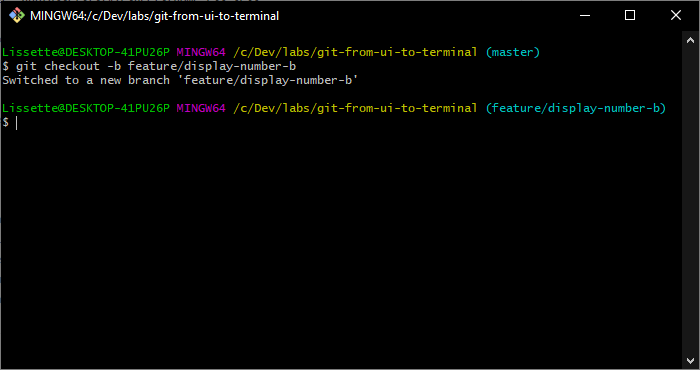 MINGW64:/c/Dev/labs/git-from-ui-to-terminal
Lissette@DESKTOP-41PU26P MINGW64 /c/Dev/labs/git-from-ui-to-terminal (master)
$ git checkout -b feature/display-number-b
Switched to a new branch 'feature/display-number-b'
Lissette@DESKTOP-41PU26P MINGW64 /c/Dev/labs/git-from-ui-to-terminal (feature/display-number-b)
$